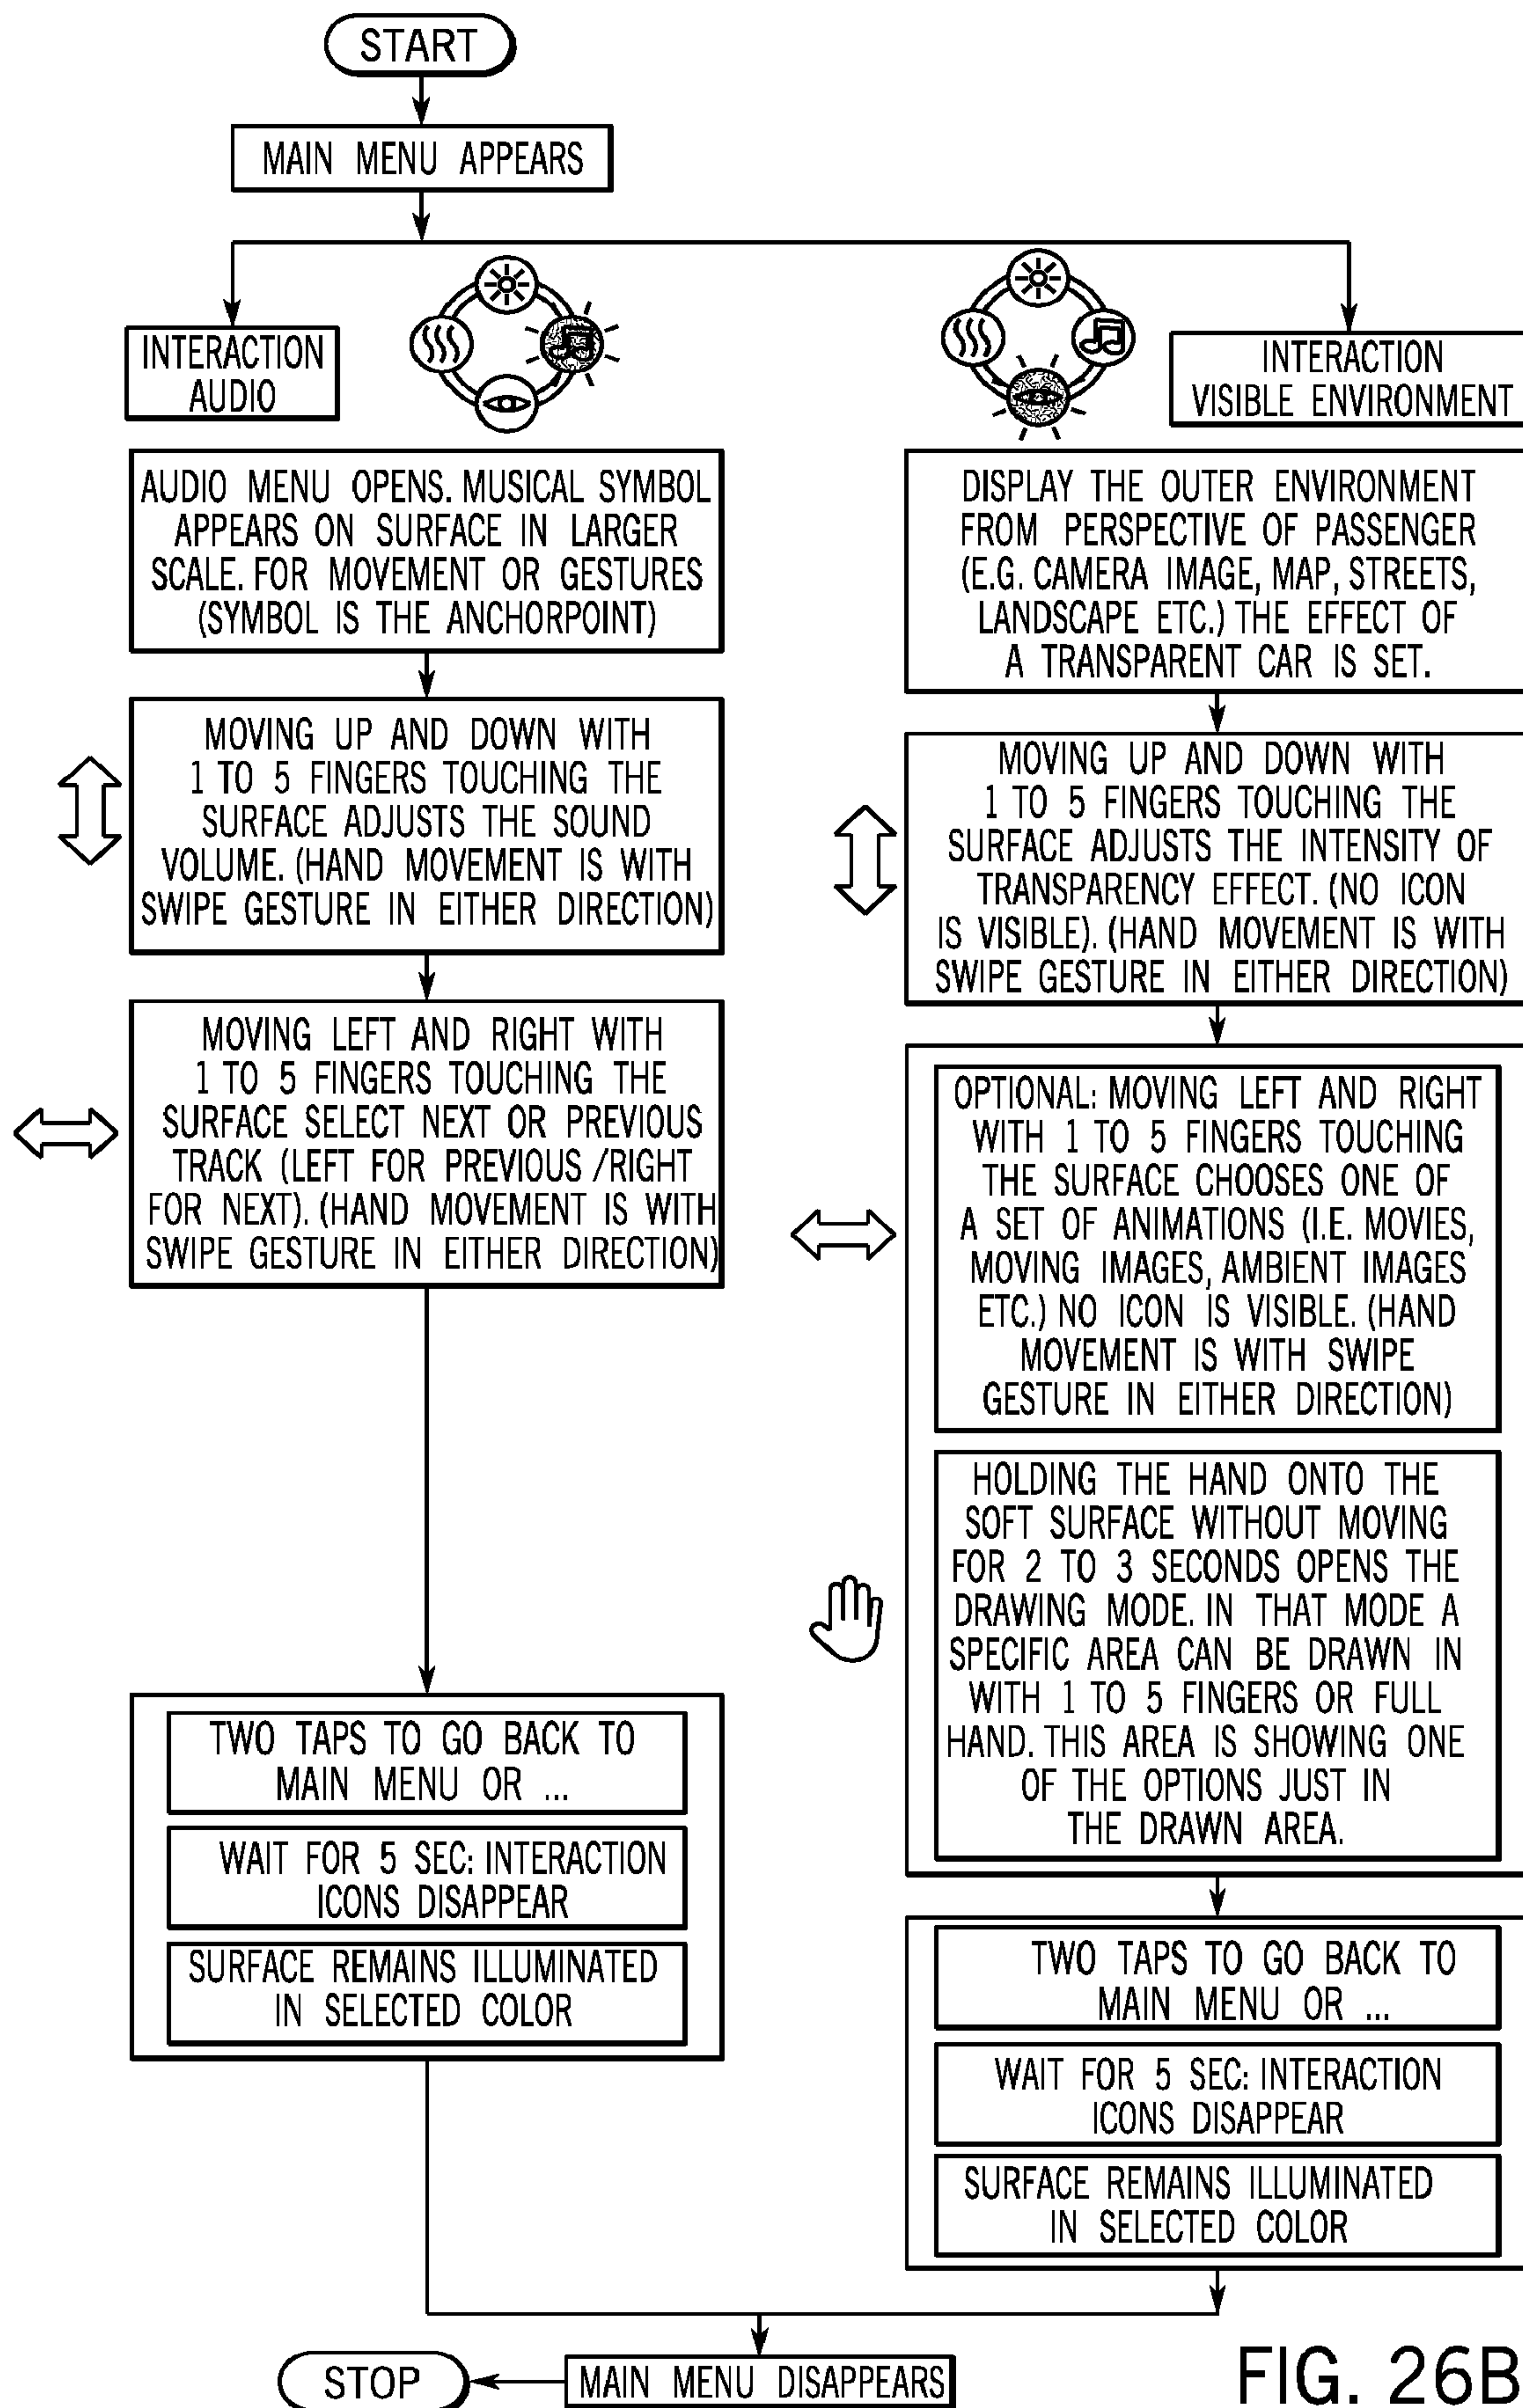 START
MAIN MENU APPEARS
INTERACTION
AUDIO
AUDIO MENU OPENS. MUSICAL SYMBOL
APPEARS ON SURFACE IN LARGER
SCALE. FOR MOVEMENT OR GESTURES
(SYMBOL IS THE ANCHORPOINT)
MOVING UP AND DOWN WITH
1 TO 5 FINGERS TOUCHING THE
SURFACE ADJUSTS THE SOUND
VOLUME. (HAND MOVEMENT IS WITH
SWIPE GESTURE IN EITHER DIRECTION)
MOVING LEFT AND RIGHT WITH
1 TO 5 FINGERS TOUCHING THE
SURFACE SELECT NEXT OR PREVIOUS
TRACK (LEFT FOR PREVIOUS /RIGHT
FOR NEXT). (HAND MOVEMENT IS WITH
SWIPE GESTURE IN EITHER DIRECTION)
TWO TAPS TO GO BACK TO
MAIN MENU OR ...
WAIT FOR 5 SEC: INTERACTION
ICONS DISAPPEAR
SURFACE REMAINS ILLUMINATED
IN SELECTED COLOR
INTERACTION
VISIBLE ENVIRONMENT
DISPLAY THE OUTER ENVIRONMENT
FROM PERSPECTIVE OF PASSENGER
(E.G. CAMERA IMAGE, MAP, STREETS,
LANDSCAPE ETC.) THE EFFECT OF
A TRANSPARENT CAR IS SET.
MOVING UP AND DOWN WITH
1 TO 5 FINGERS TOUCHING THE
SURFACE ADJUSTS THE INTENSITY OF
TRANSPARENCY EFFECT. (NO ICON
IS VISIBLE). (HAND MOVEMENT IS WITH
SWIPE GESTURE IN EITHER DIRECTION)
OPTIONAL: MOVING LEFT AND RIGHT
WITH 1 TO 5 FINGERS TOUCHING
THE SURFACE CHOOSES ONE OF
A SET OF ANIMATIONS (I.E. MOVIES,
MOVING IMAGES, AMBIENT IMAGES
ETC.) NO ICON IS VISIBLE. (HAND
MOVEMENT IS WITH SWIPE
GESTURE IN EITHER DIRECTION)
HOLDING THE HAND ONTO THE
SOFT SURFACE WITHOUT MOVING
FOR 2 TO 3 SECONDS OPENS THE
DRAWING MODE. IN THAT MODE A
SPECIFIC AREA CAN BE DRAWN IN
WITH 1 TO 5 FINGERS OR FULL
HAND. THIS AREA IS SHOWING ONE
OF THE OPTIONS JUST IN
THE DRAWN AREA.
TWO TAPS TO GO BACK TO
MAIN MENU OR ...
WAIT FOR 5 SEC: INTERACTION
ICONS DISAPPEAR
SURFACE REMAINS ILLUMINATED
IN SELECTED COLOR
MAIN MENU DISAPPEARS
STOP
FIG. 26B